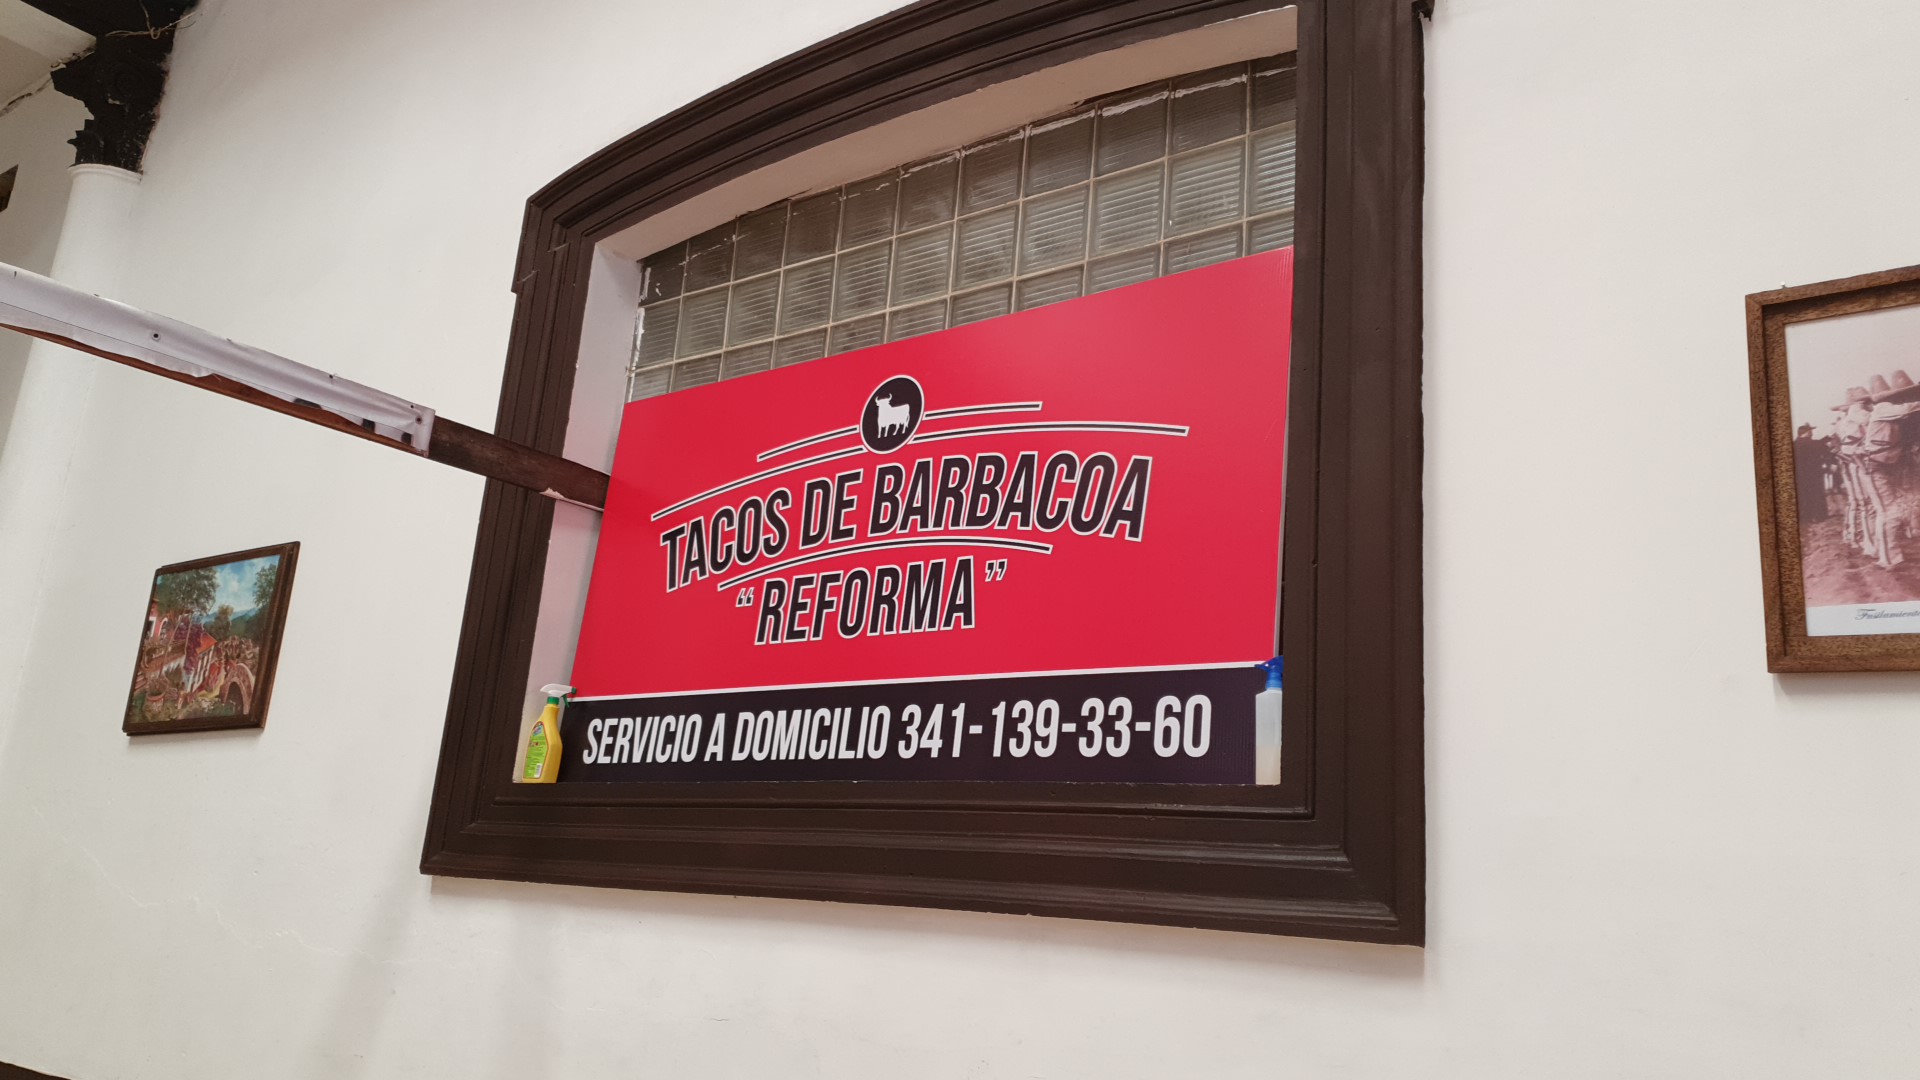 TACOS DE BARBACOA
“REFORMA”
SERVICIO A DOMICILIO 341-139-33-60